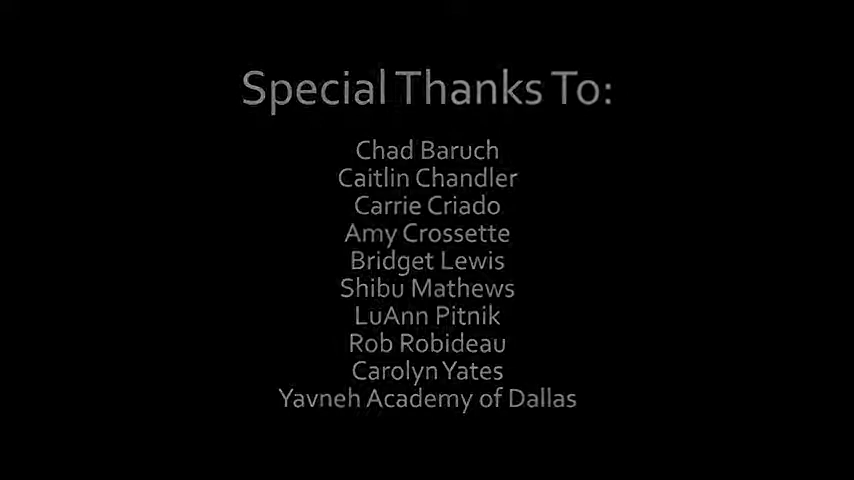 Special Thanks To:
Chad Baruch
Caitlin Chandler
Carrie Criado
Amy Crossette
Bridget Lewis
Shibu Mathews
LuAnn Pitnik
Rob Robideau
Carolyn Yates
Yavneh Academy of Dallas